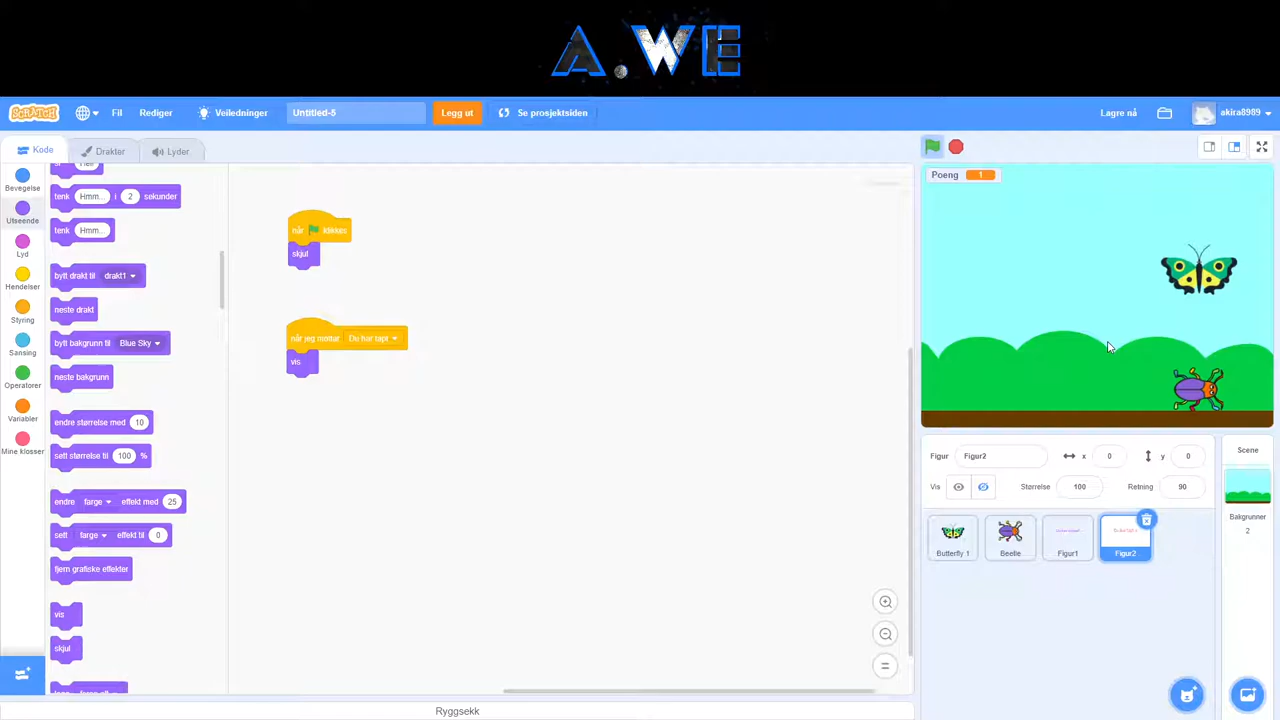 A.WE
SCRATCH
Fil
Rediger
Veiledninger
Untitled-5
Legg ut
Se prosjektsiden
Lagre nå
akira8989
Kode
Drakter
Lyder
Bevegelse
Utseende
Lyd
Hendelser
Styring
Sansing
Operatorer
Variabler
Mine klosser
tenk Hmm... i 2 sekunder
tenk Hmm...
bytt drakt til drakt1
neste drakt
bytt bakgrunn til Blue Sky
neste bakgrunn
endre størrelse med 10
sett størrelse til 100 %
endre farge effekt med 25
sett farge effekt til 0
fjern grafiske effekter
vis
skjul
når klikkes
skjul
når jeg mottar Du har tapt
vis
Poeng 1
Figur Figur2 x 0 y 0
Vis Størrelse 100 Retning 90
Butterfly 1
Beetle
Figur1
Figur2
Scene
Bakgrunner
2
Ryggsekk